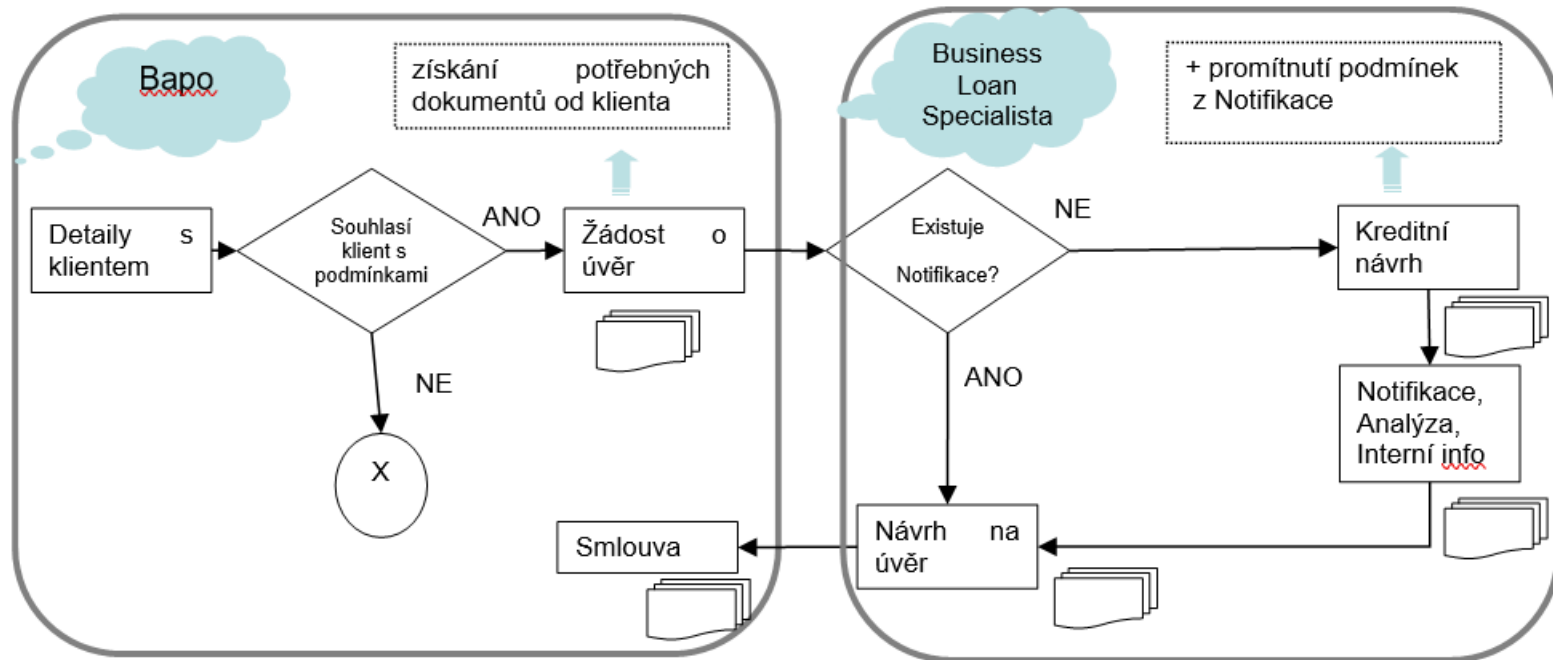 Bapo
získání potřebných
dokumentů od klienta
Detaily s
klientem
Souhlasí
klient s
podmínkami
ANO
NE
X
Žádost o
úvěr
Smlouva
Business
Loan
Specialista
+ promítnutí podmínek
z Notifikace
Existuje
Notifikace?
NE
ANO
Kreditní
návrh
Notifikace,
Analýza,
Interní info
Návrh na
úvěr